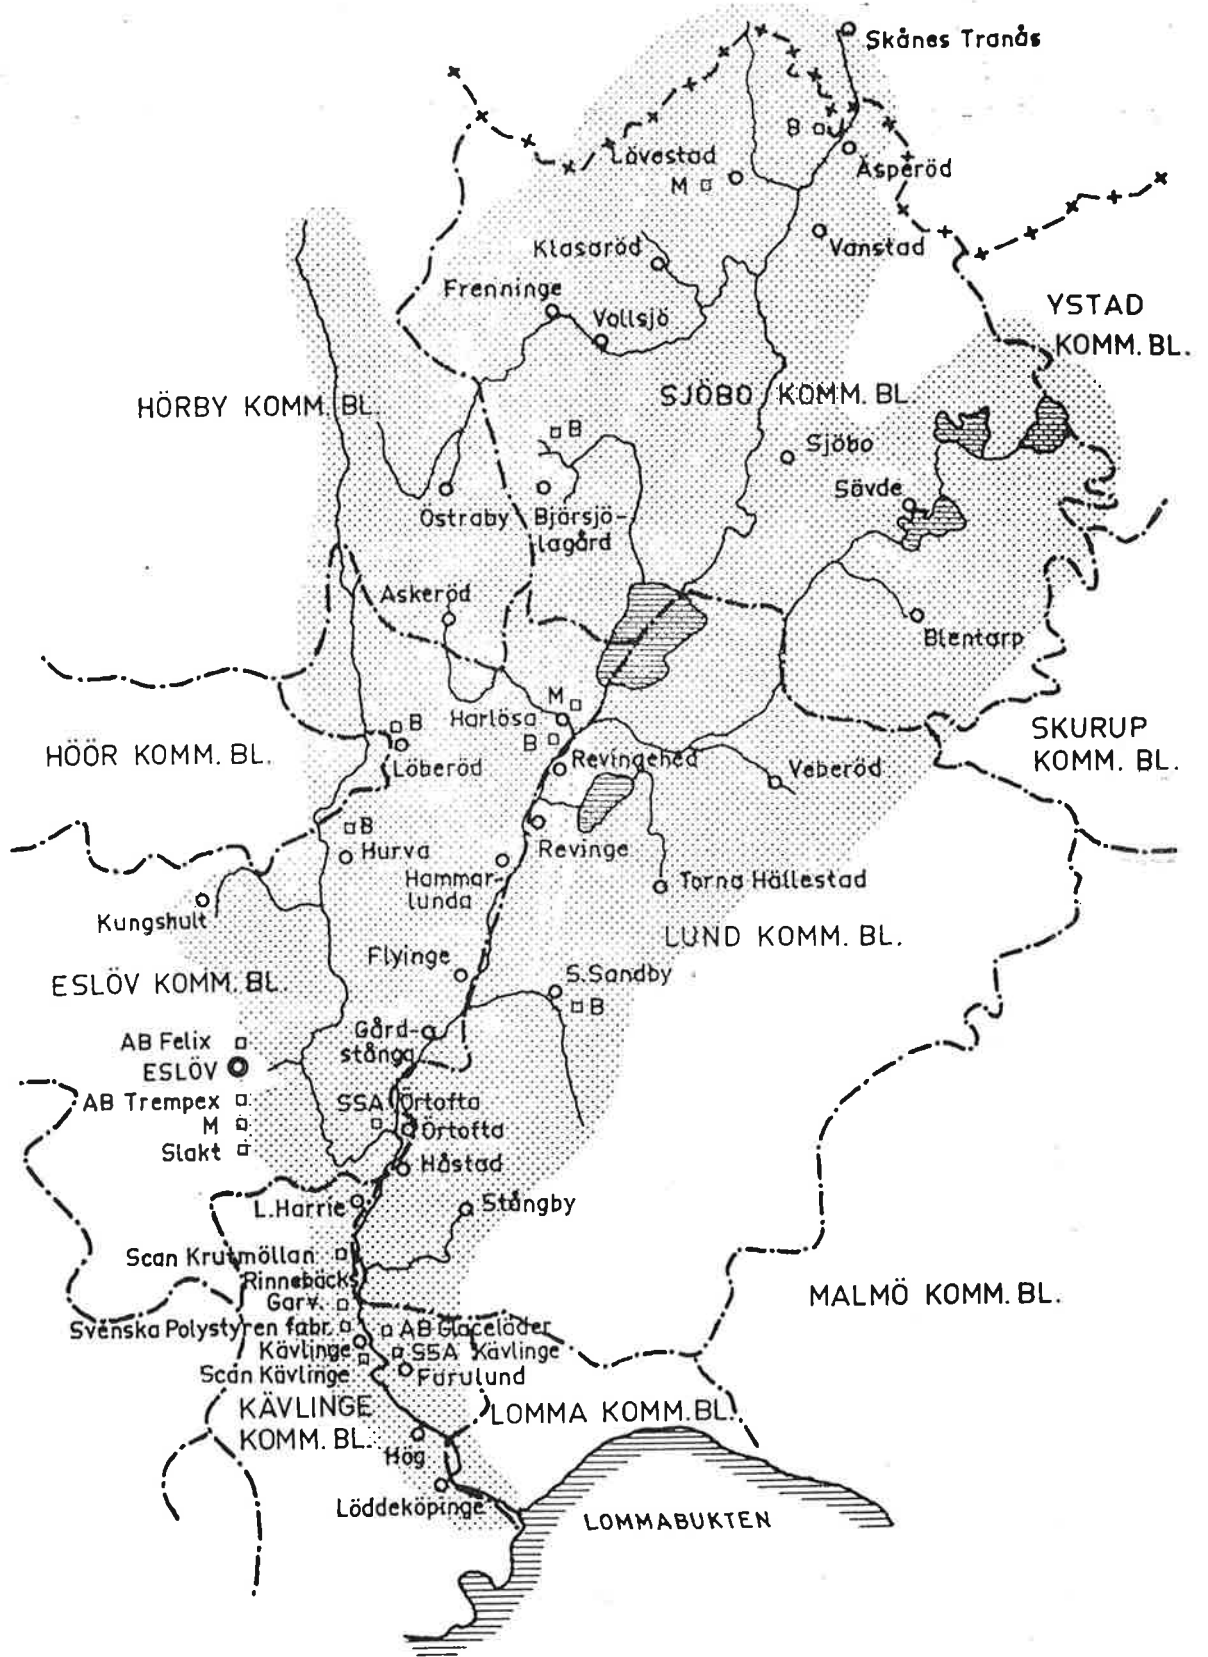 Skånes Tranås
B
Lövestad
M
Äsperöd
Klasaröd
Vanstad
Frenninge
Vollsjö
YSTAD
KOMM. BL.
HÖRBY KOMM. BL.
SJÖBO KOMM. BL.
B
Sjöbo
Sövde
Östraby
Björsjö-
lagård
Askeröd
Blentarp
M
Harlösa
B
B
SKURUP
KOMM. BL.
HÖÖR KOMM. BL.
Löberöd
Revingehed
Veberöd
B
Hurva
Revinge
Hammar-
lunda
Torna Hällestad
Kungshult
LUND KOMM. BL.
Flyinge
S.Sandby
B
ESLÖV KOMM. BL.
Gård-
stånga
AB Felix
ESLÖV
AB Trempex
M
Slakt
SSA Örtofta
Örtofta
Håstad
L.Harrie
Stångby
Scan Krutmöllan
Rinnebäcks
Garv.
Svenska Polystyren fabr.
AB Glaceläder
Kävlinge
SSA Kävlinge
Scan Kävlinge
Furulund
MALMÖ KOMM. BL.
KÄVLINGE
KOMM. BL.
LOMMA KOMM. BL.
Hög
Löddeköpinge
LOMMABUKTEN